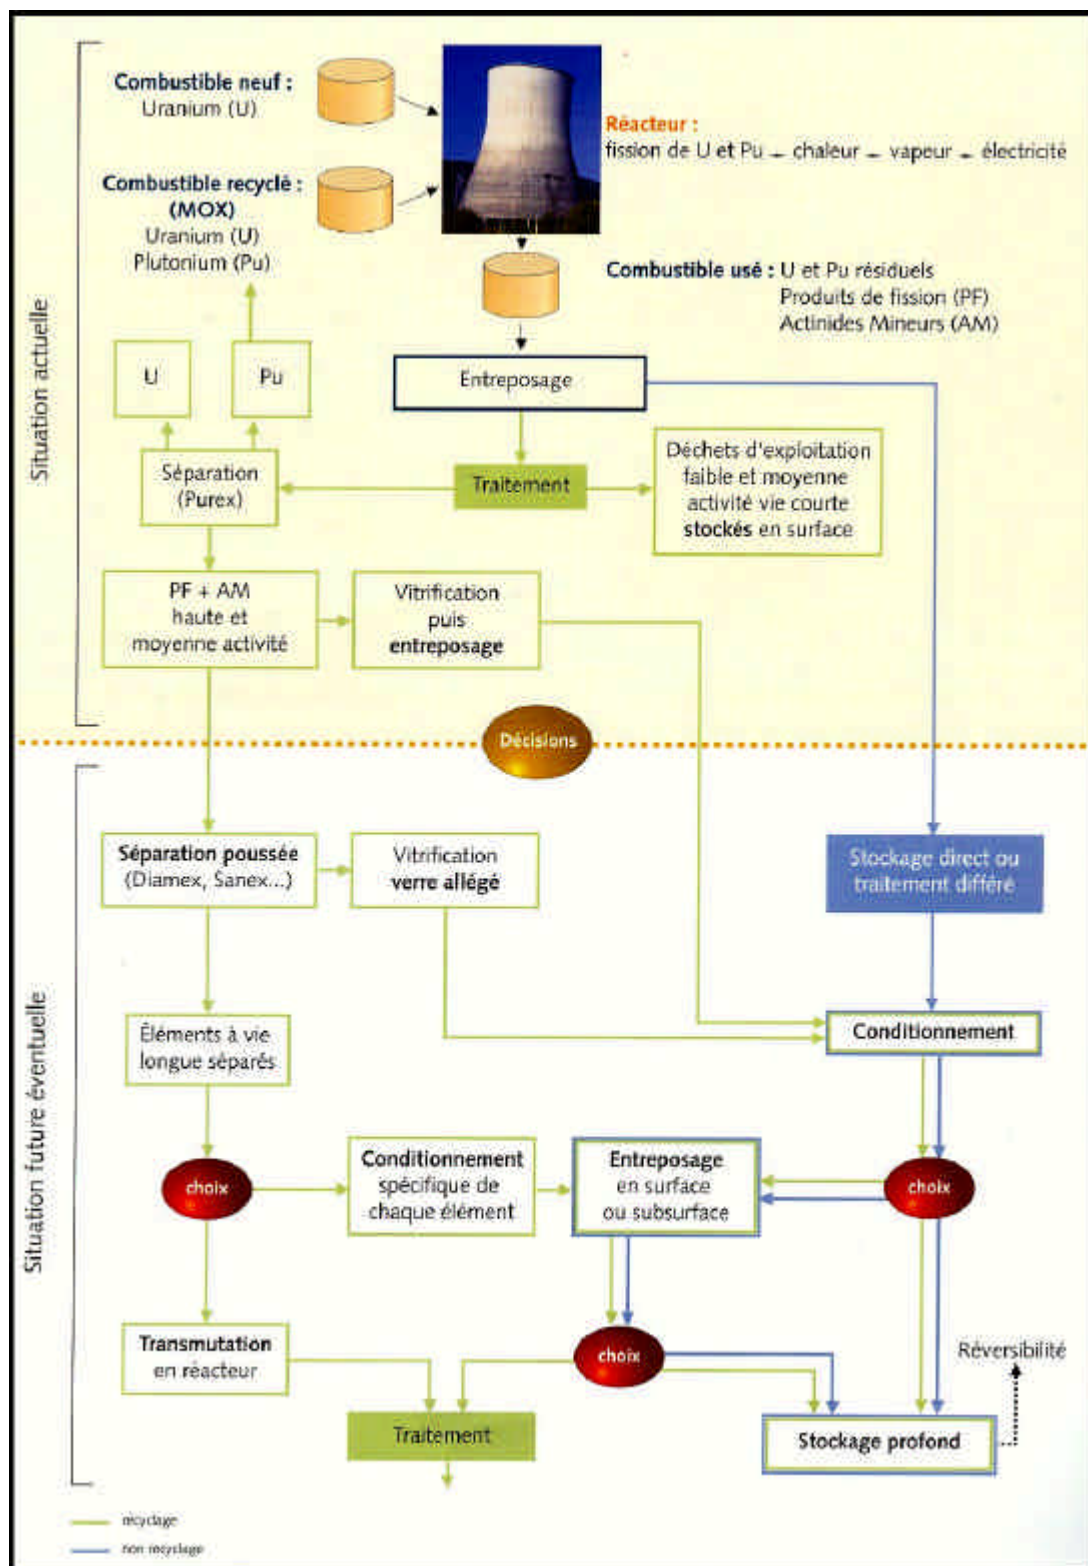 Situation actuelle
Combustible neuf :
Uranium (U)
Combustible recyclé :
(MOX)
Uranium (U)
Plutonium (Pu)
Réacteur :
fission de U et Pu – chaleur – vapeur – électricité
Combustible usé : U et Pu résiduels
Produits de fission (PF)
Actinides Mineurs (AM)
U
Pu
Entreposage
Séparation
(Purex)
Traitement
Déchets d'exploitation
faible et moyenne
activité vie courte
stockés en surface
PF + AM
haute et
moyenne activité
Vitrification
puis
entreposage
Décisions
Situation future éventuelle
Séparation poussée
(Diamex, Sanex...)
Vitrification
verre allégé
Stockage direct ou
traitement différé
Éléments à vie
longue séparés
Conditionnement
choix
Conditionnement
spécifique de
chaque élément
Entreposage
en surface
ou subsurface
choix
Transmutation
en réacteur
choix
Réversibilité
Traitement
Stockage profond
recyclage
non recyclage